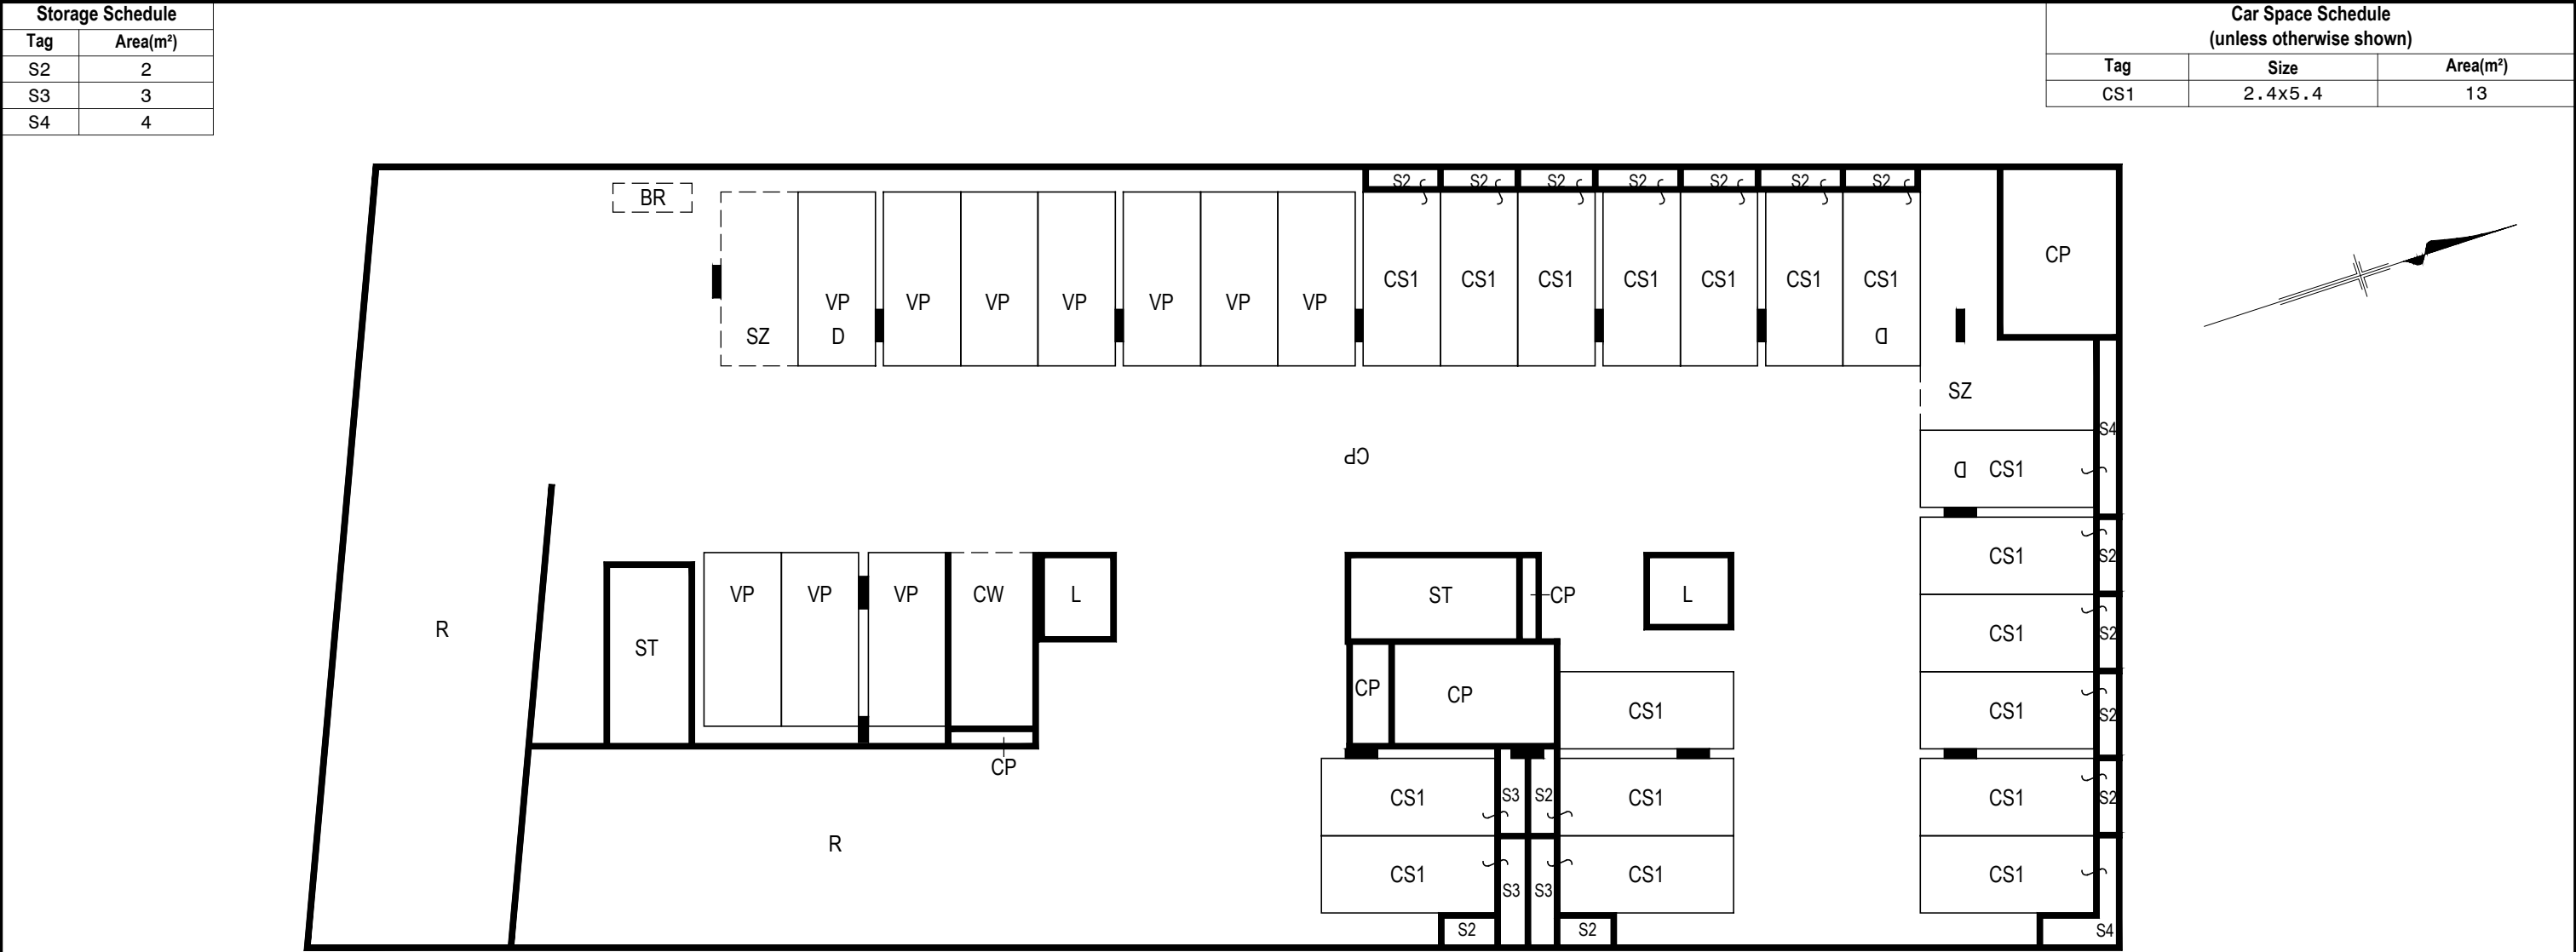 Storage Schedule
Tag Area(m²)
S2 2
S3 3
S4 4
Car Space Schedule
(unless otherwise shown)
Tag Size Area(m²)
CS1 2.4x5.4 13
S2 S2 S2 S2 S2 S2 S2
BR
CP
CS1 CS1 CS1 CS1 CS1 CS1 CS1
VP VP VP VP VP VP VP
SZ D D
SZ
S4
CP
D CS1
CS1 S2
VP VP VP CW L ST CP L
R CS1 S2
ST
CP CP CS1 CS1 S2
CP
CS1 S3 S2 CS1 CS1 S2
R
CS1 S3 S3 CS1 CS1
S2 S2 S4